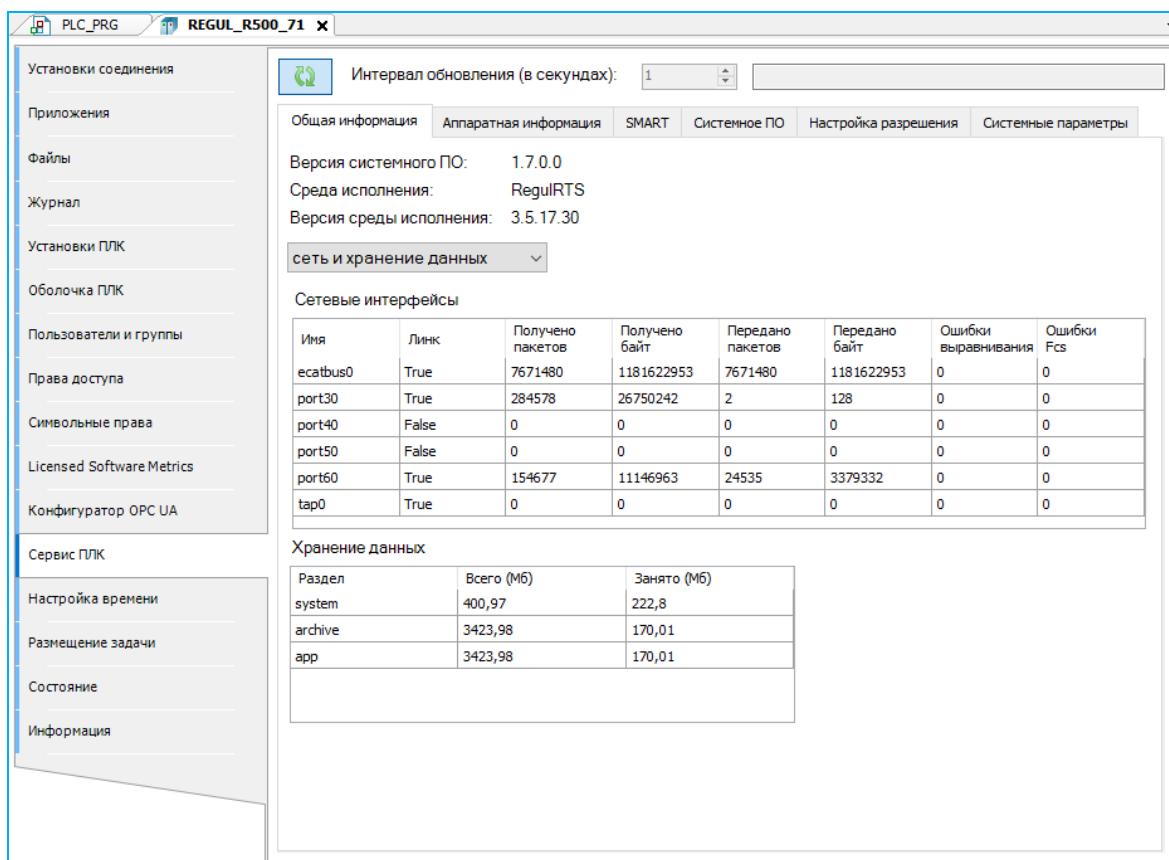 PLC_PRG REGUL_R500_71
Установки соединения
Приложения
Файлы
Журнал
Установки ПЛК
Оболочка ПЛК
Пользователи и группы
Права доступа
Символьные права
Licensed Software Metrics
Конфигуратор OPC UA
Сервис ПЛК
Настройка времени
Размещение задачи
Состояние
Информация
Интервал обновления (в секундах): 1
Общая информация Аппаратная информация SMART Системное ПО Настройка разрешения Системные параметры
Версия системного ПО: 1.7.0.0
Среда исполнения: RegulRTS
Версия среды исполнения: 3.5.17.30
сеть и хранение данных
Сетевые интерфейсы
Имя Линк Получено пакетов Получено байт Передано пакетов Передано байт Ошибки выравнивания Ошибки Fcs
ecatbus0 True 7671480 1181622953 7671480 1181622953 0 0
port30 True 284578 26750242 2 128 0 0
port40 False 0 0 0 0 0 0
port50 False 0 0 0 0 0 0
port60 True 154677 11146963 24535 3379332 0 0
tap0 True 0 0 0 0 0 0
Хранение данных
Раздел Всего (Мб) Занято (Мб)
system 400,97 222,8
archive 3423,98 170,01
app 3423,98 170,01